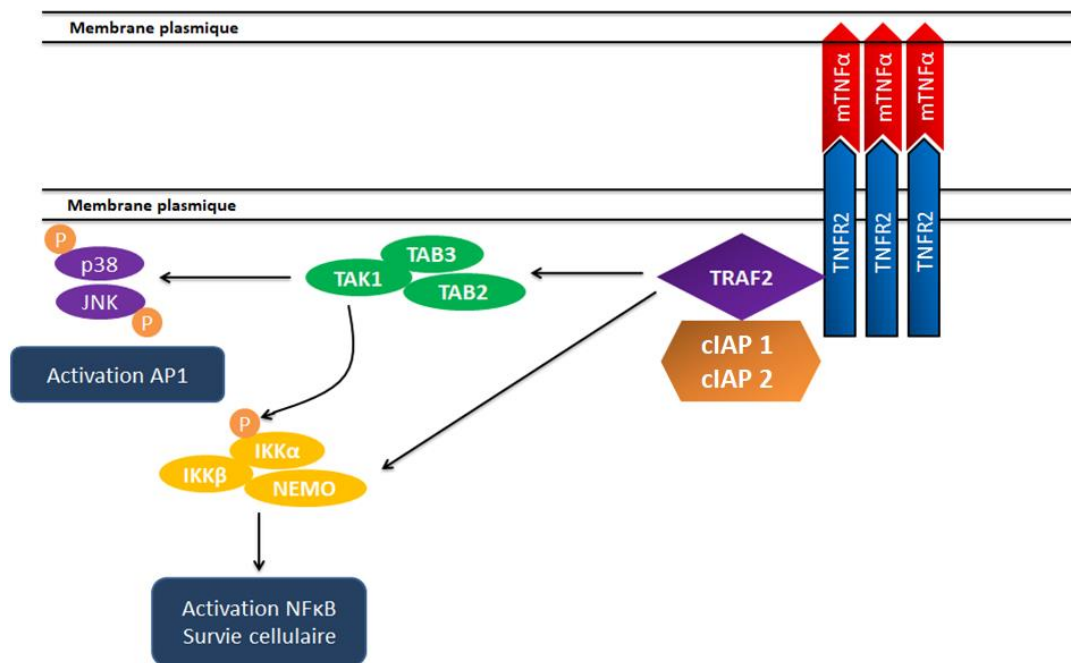 Membrane plasmique
mTNFα
mTNFα
mTNFα
Membrane plasmique
TNFR2
TNFR2
TNFR2
P
p38
JNK
P
TAB3
TAK1
TAB2
TRAF2
cIAP 1
cIAP 2
Activation AP1
P
IKKα
IKKβ
NEMO
Activation NFκB
Survie cellulaire